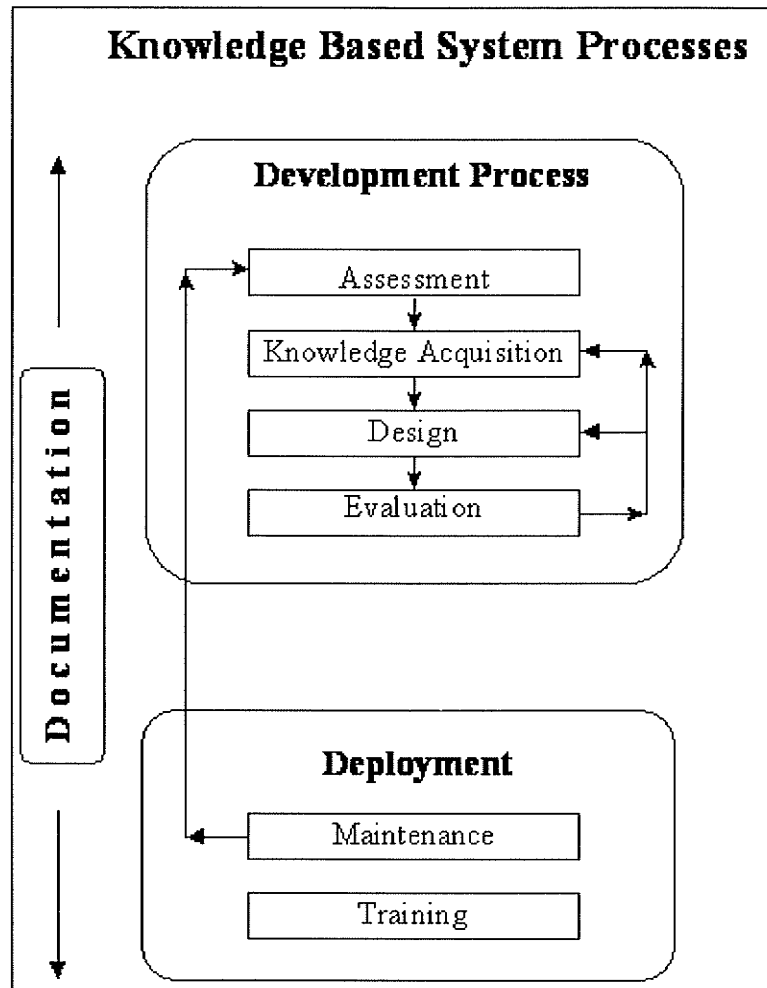 Knowledge Based System Processes
Development Process
Assessment
Knowledge Acquisition
Design
Evaluation
Documentation
Deployment
Maintenance
Training